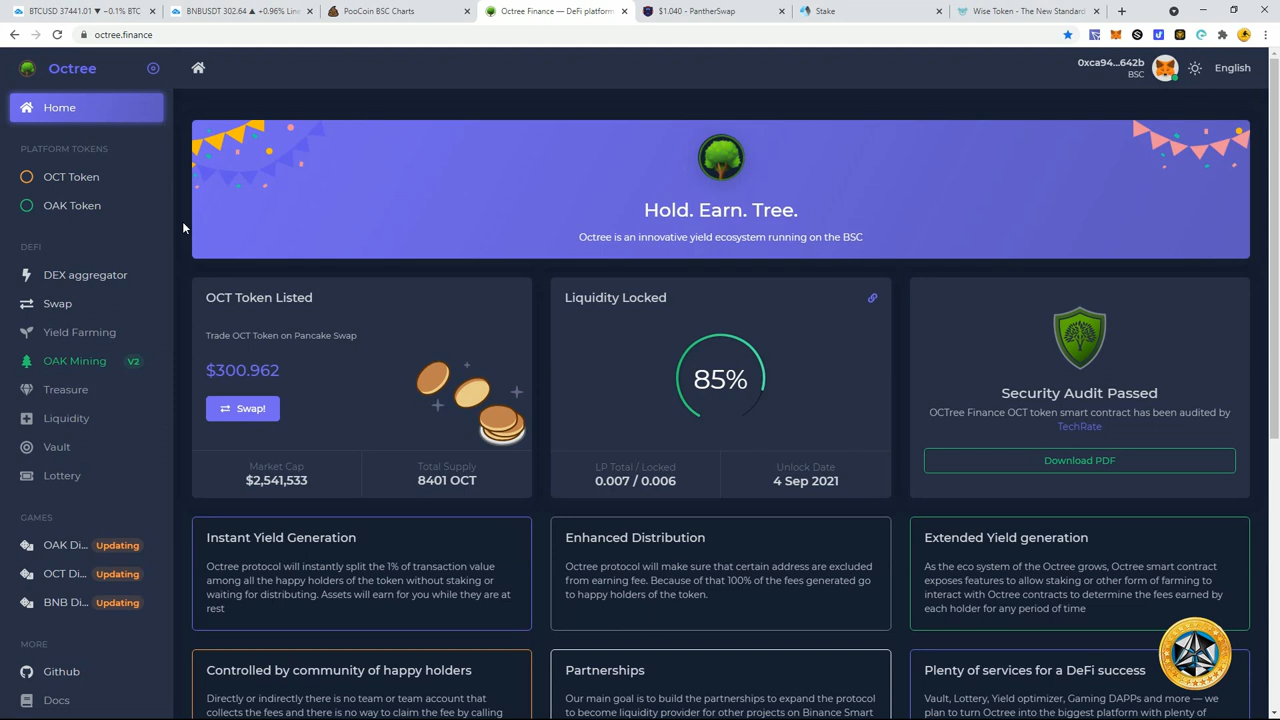 BTCUSD 37441.01 ▼ −0.1% BTC/
BNBUSDT 302.64 ▲ +0.96% Line
PooCoin BSC Charts
Octree Finance — DeFi platform
$1.040 - PantherSwap
Stake
Wise Token - The New Standard
octree.finance
Octree
0xca94...642b
BSC
English
Home
PLATFORM TOKENS
OCT Token
OAK Token
DEFI
DEX aggregator
Swap
Yield Farming
OAK Mining V2
Treasure
Liquidity
Vault
Lottery
GAMES
OAK Di... Updating
OCT Di... Updating
BNB Di... Updating
MORE
Github
Docs
Hold. Earn. Tree.
Octree is an innovative yield ecosystem running on the BSC
OCT Token Listed
Trade OCT Token on Pancake Swap
$300.962
Swap!
Market Cap
$2,541,533
Total Supply
8401 OCT
Liquidity Locked
85%
LP Total / Locked
0.007 / 0.006
Unlock Date
4 Sep 2021
Security Audit Passed
OCTree Finance OCT token smart contract has been audited by
TechRate
Download PDF
Instant Yield Generation
Octree protocol will instantly split the 1% of transaction value
among all the happy holders of the token without staking or
waiting for distributing. Assets will earn for you while they are at
rest
Enhanced Distribution
Octree protocol will make sure that certain address are excluded
from earning fee. Because of that 100% of the fees generated go
to happy holders of the token.
Extended Yield generation
As the eco system of the Octree grows, Octree smart contract
exposes features to allow staking or other form of farming to
interact with Octree contracts to determine the fees earned by
each holder for any period of time
Controlled by community of happy holders
Directly or indirectly there is no team or team account that
collects the fees and there is no way to claim the fee by calling
Partnerships
Our main goal is to build the partnerships to expand the protocol
to become liquidity provider for other projects on Binance Smart
Plenty of services for a DeFi success
Vault, Lottery, Yield optimizer, Gaming DAPPs and more — we
plan to turn Octree into the biggest platform with plenty of